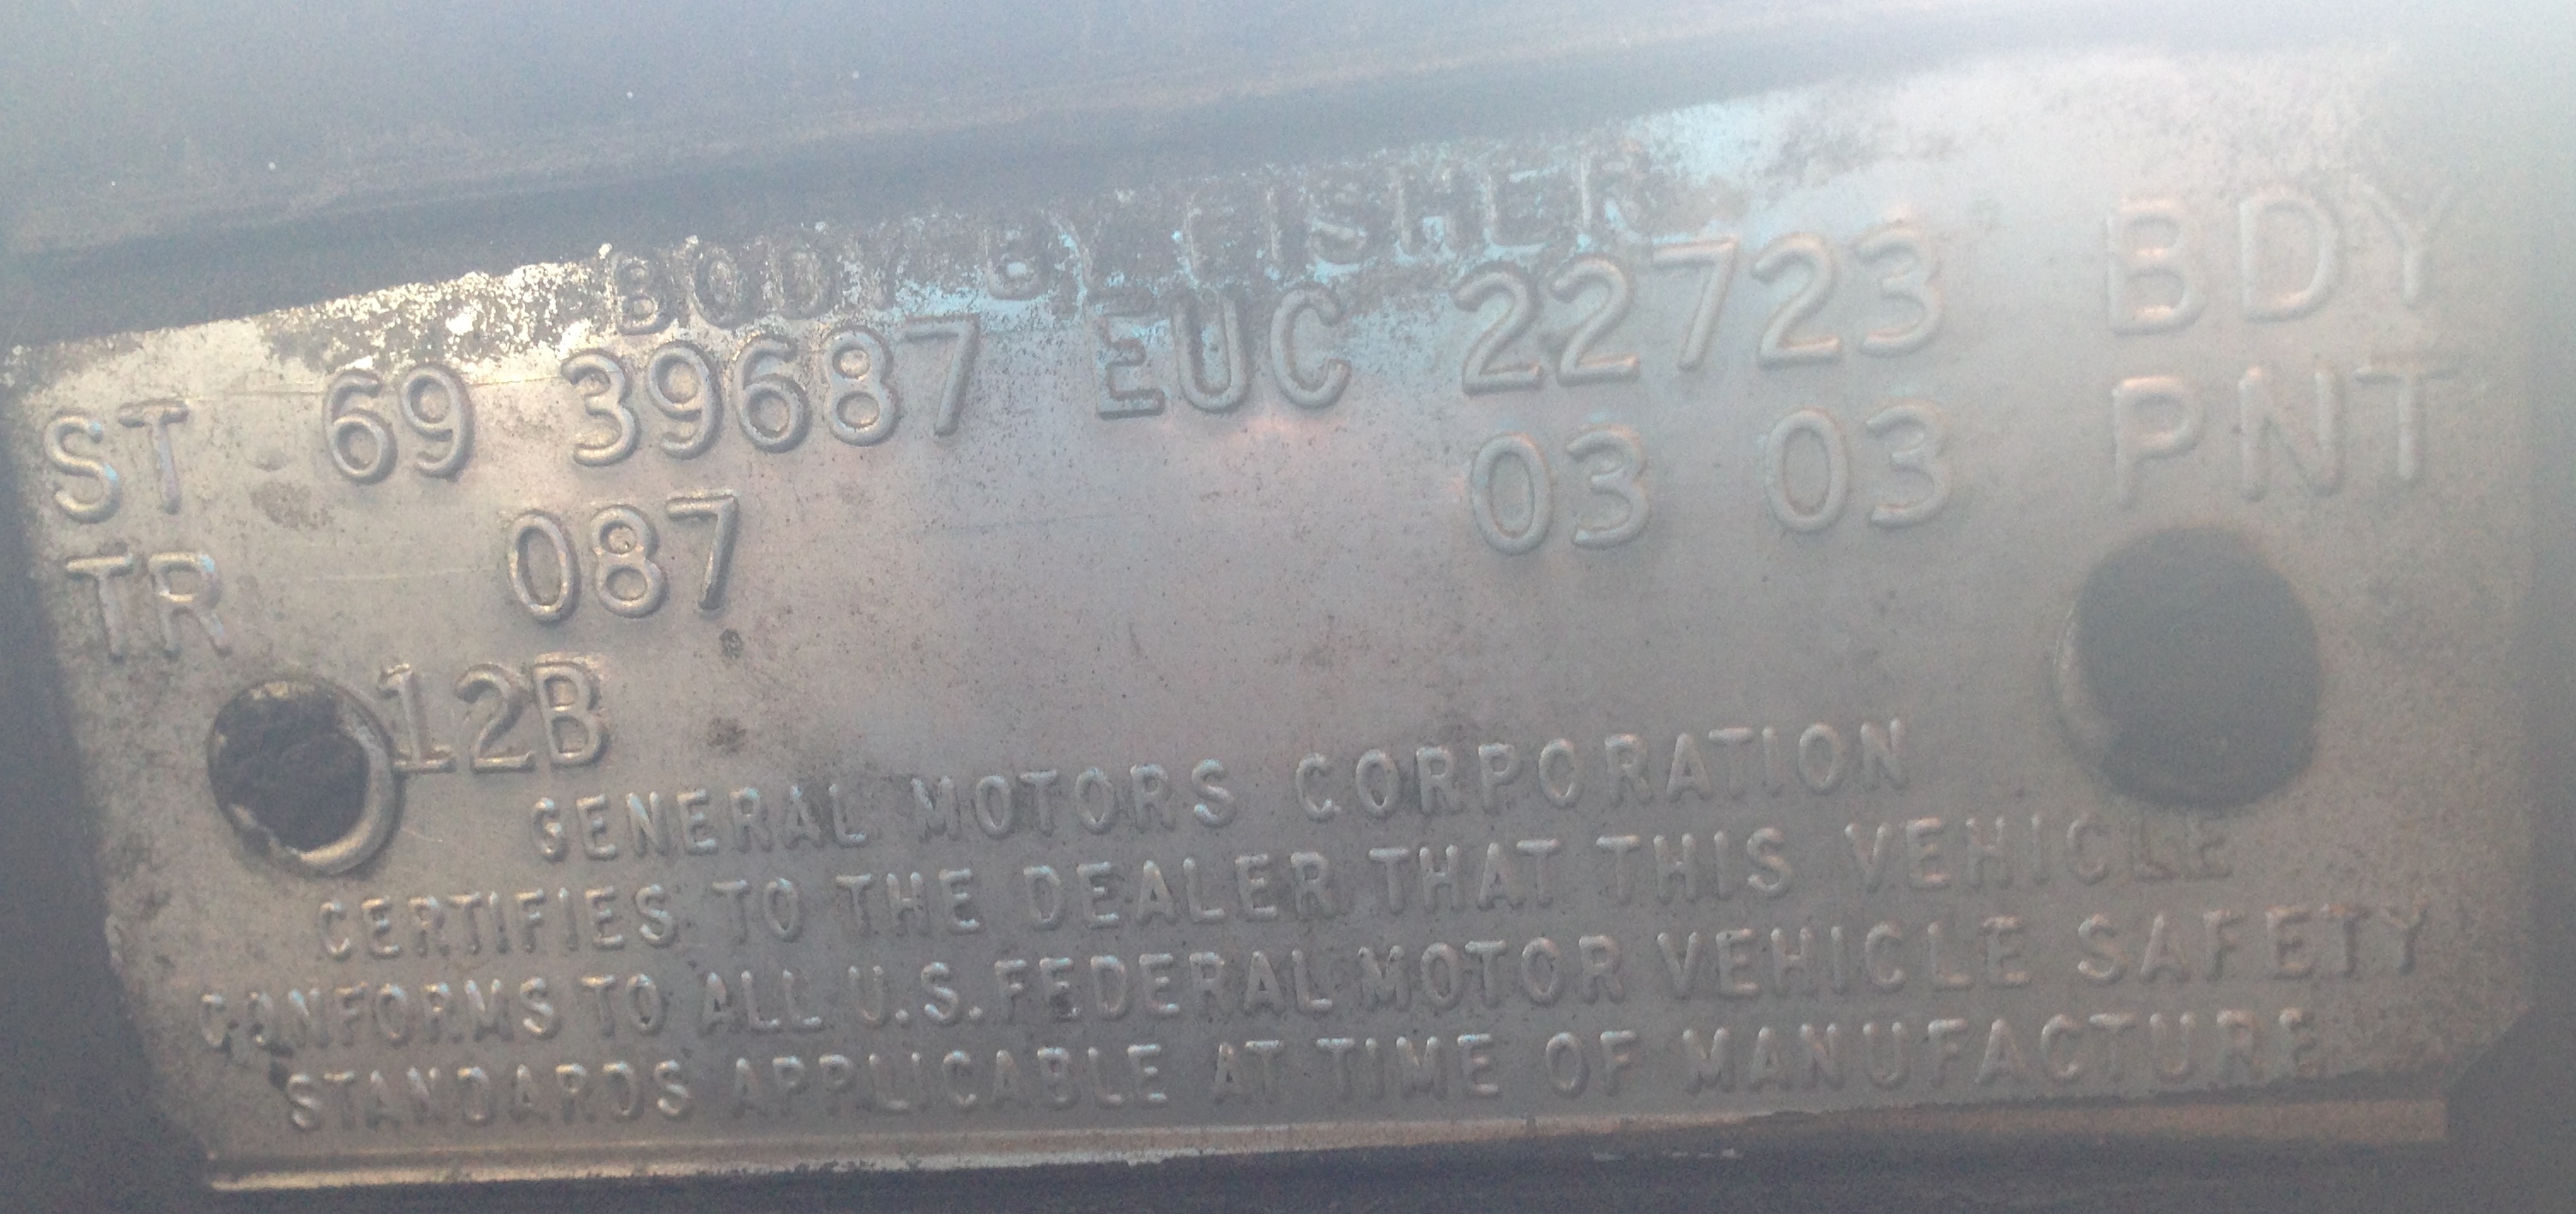 BODY BY FISHER
ST 69 39687 EUC 22723 BDY
TR 087 03 03 PNT
12B
GENERAL MOTORS CORPORATION
CERTIFIES TO THE DEALER THAT THIS VEHICLE
CONFORMS TO ALL U.S. FEDERAL MOTOR VEHICLE SAFETY
STANDARDS APPLICABLE AT TIME OF MANUFACTURE